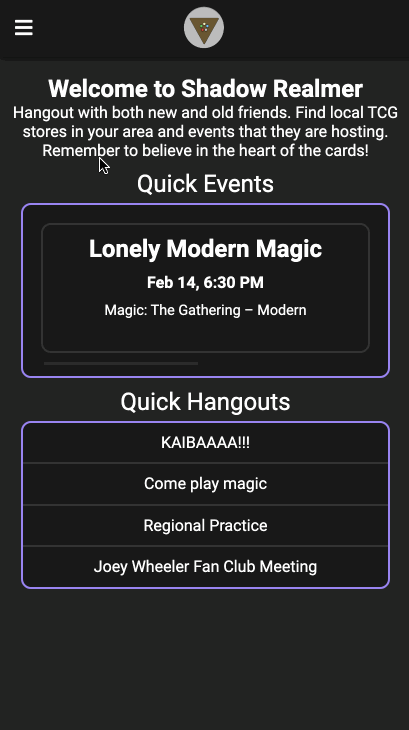 Welcome to Shadow Realmer
Hangout with both new and old friends. Find local TCG
stores in your area and events that they are hosting.
Remember to believe in the heart of the cards!
Quick Events
Lonely Modern Magic
Feb 14, 6:30 PM
Magic: The Gathering – Modern
Quick Hangouts
KAIBAAAA!!!
Come play magic
Regional Practice
Joey Wheeler Fan Club Meeting